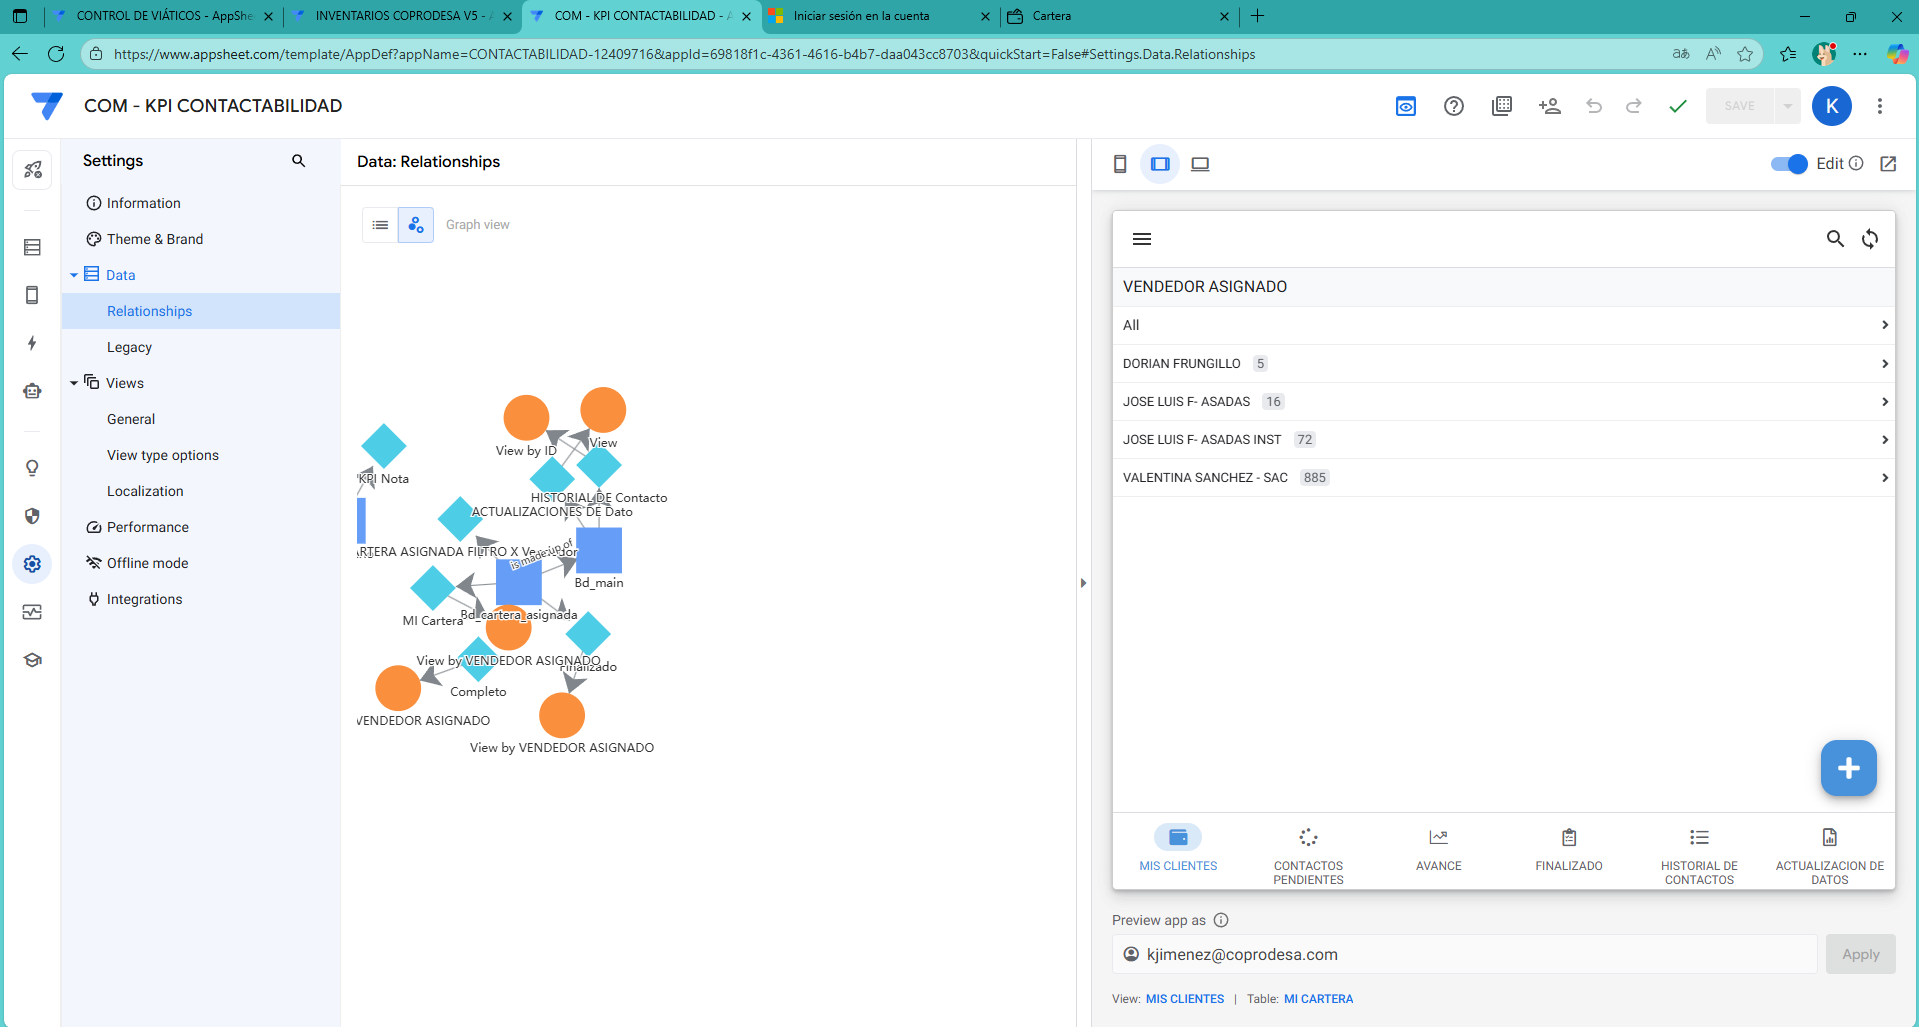 CONTROL DE VIÁTICOS - AppShe
INVENTARIOS COPRODESA V5 -
COM - KPI CONTACTABILIDAD -
Iniciar sesión en la cuenta
Cartera
https://www.appsheet.com/template/AppDef?appName=CONTACTABILIDAD-12409716&appId=69818f1c-4361-4616-b4b7-daa043cc8703&quickStart=False#Settings.Data.Relationships
COM - KPI CONTACTABILIDAD
SAVE
K
Settings
Information
Theme & Brand
Data
Relationships
Legacy
Views
General
View type options
Localization
Performance
Offline mode
Integrations
Data: Relationships
Graph view
View by ID
View
KPI Nota
HISTORIAL DE Contacto
ACTUALIZACIONES DE Dato
ARTERA ASIGNADA FILTRO X Vendedor
is made up of
Bd_main
Bd_cartera_asignada
MI Cartera
View by VENDEDOR ASIGNADO
Finalizado
Completo
VENDEDOR ASIGNADO
View by VENDEDOR ASIGNADO
Edit
VENDEDOR ASIGNADO
All
DORIAN FRUNGILLO 5
JOSE LUIS F- ASADAS 16
JOSE LUIS F- ASADAS INST 72
VALENTINA SANCHEZ - SAC 885
MIS CLIENTES
CONTACTOS
PENDIENTES
AVANCE
FINALIZADO
HISTORIAL DE
CONTACTOS
ACTUALIZACION DE
DATOS
Preview app as
kjimenez@coprodesa.com
Apply
View: MIS CLIENTES | Table: MI CARTERA